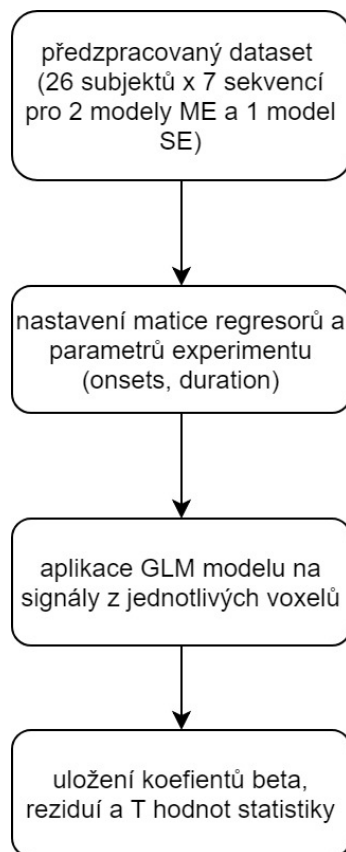 předzpracovaný dataset
(26 subjektů x 7 sekvencí
pro 2 modely ME a 1 model
SE)
nastavení matice regresorů a
parametrů experimentu
(onsets, duration)
aplikace GLM modelu na
signály z jednotlivých voxelů
uložení koefientů beta,
reziduí a T hodnot statistiky